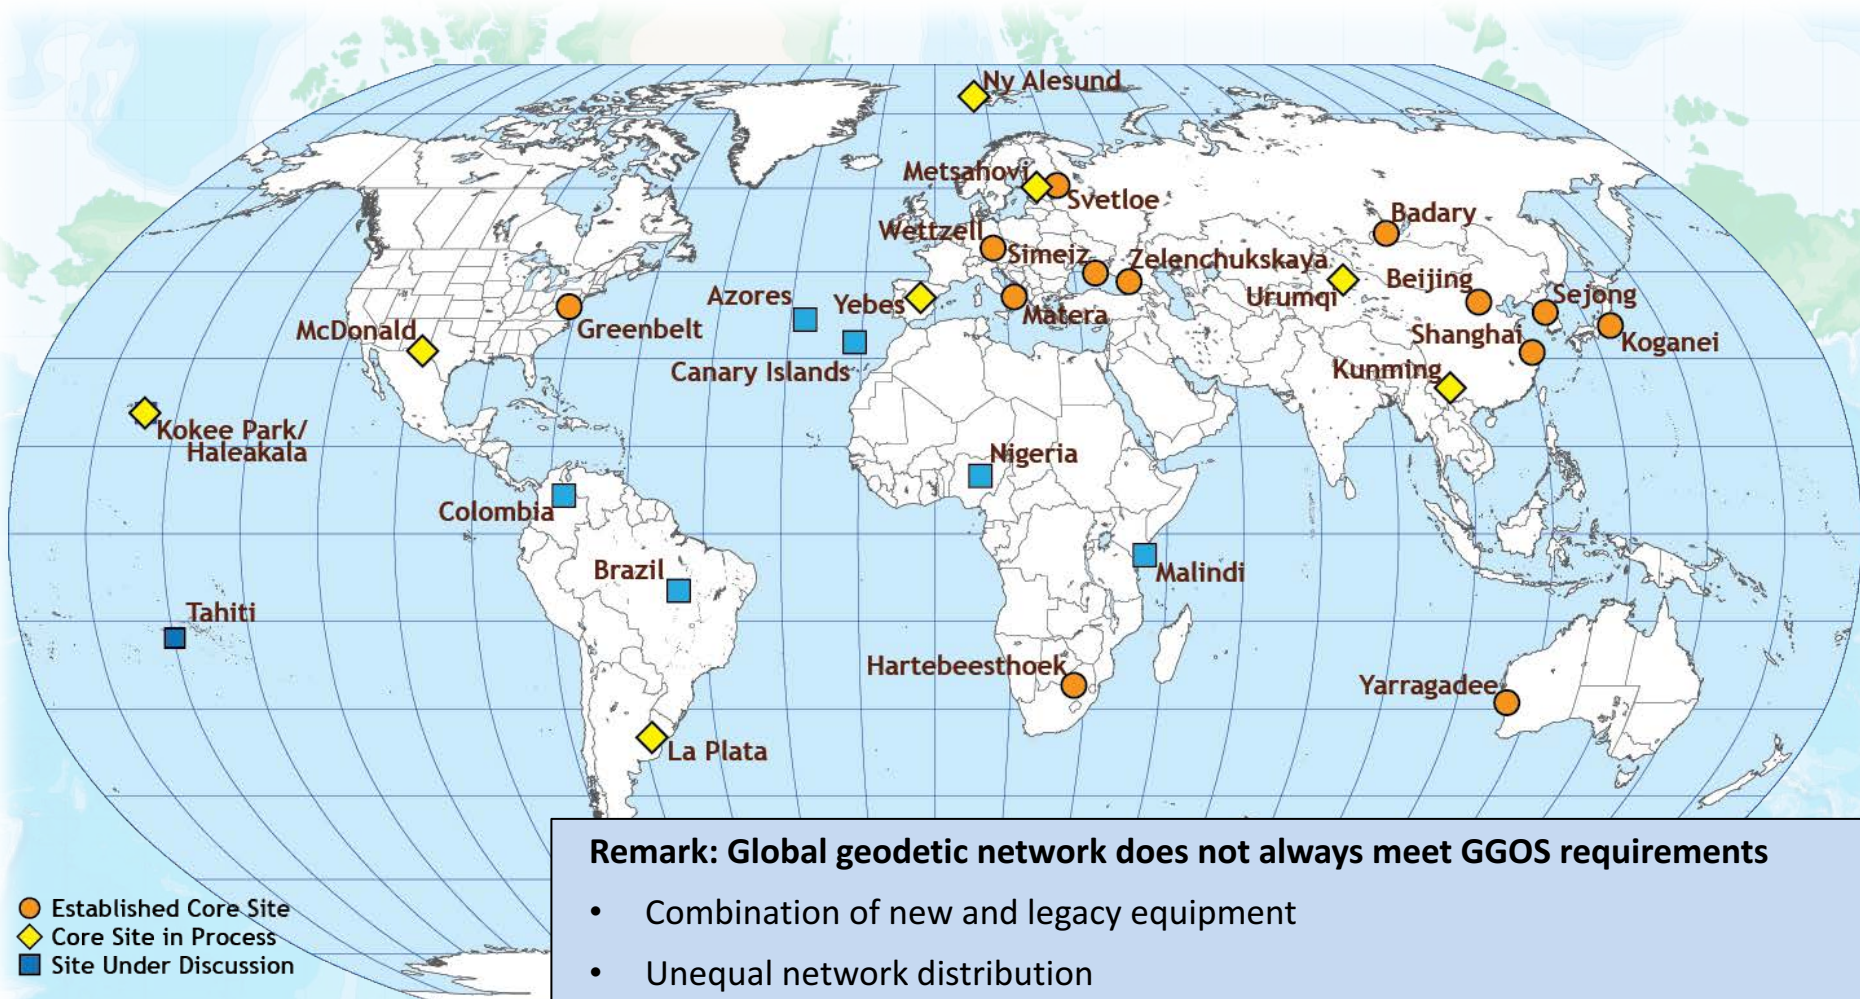 Ny Alesund
Metsahovi
Svetloe
Badary
Wettzell
Simeiz
Zelenchukskaya
Beijing
Urumqi
Sejong
Azores
Yebes
Matera
McDonald
Greenbelt
Shanghai
Koganei
Canary Islands
Kunming
Kokee Park/
Haleakala
Nigeria
Colombia
Brazil
Malindi
Tahiti
Hartebeesthoek
Yarragadee
La Plata
Remark: Global geodetic network does not always meet GGOS requirements
• Combination of new and legacy equipment
• Unequal network distribution
Established Core Site
Core Site in Process
Site Under Discussion